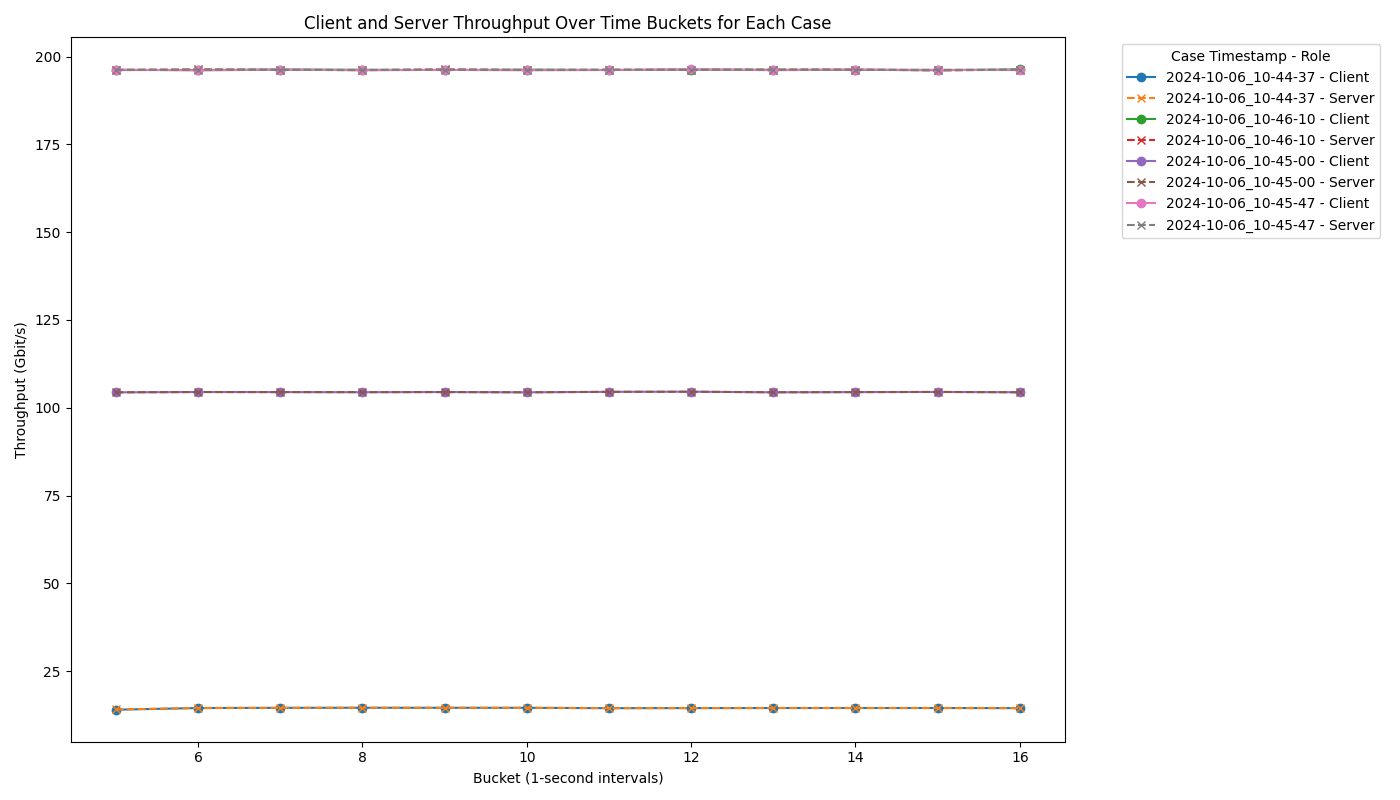 Client and Server Throughput Over Time Buckets for Each Case
Throughput (Gbit/s)
200
175
150
125
100
75
50
25
6
8
10
12
14
16
Bucket (1-second intervals)
Case Timestamp - Role
2024-10-06_10-44-37 - Client
2024-10-06_10-44-37 - Server
2024-10-06_10-46-10 - Client
2024-10-06_10-46-10 - Server
2024-10-06_10-45-00 - Client
2024-10-06_10-45-00 - Server
2024-10-06_10-45-47 - Client
2024-10-06_10-45-47 - Server